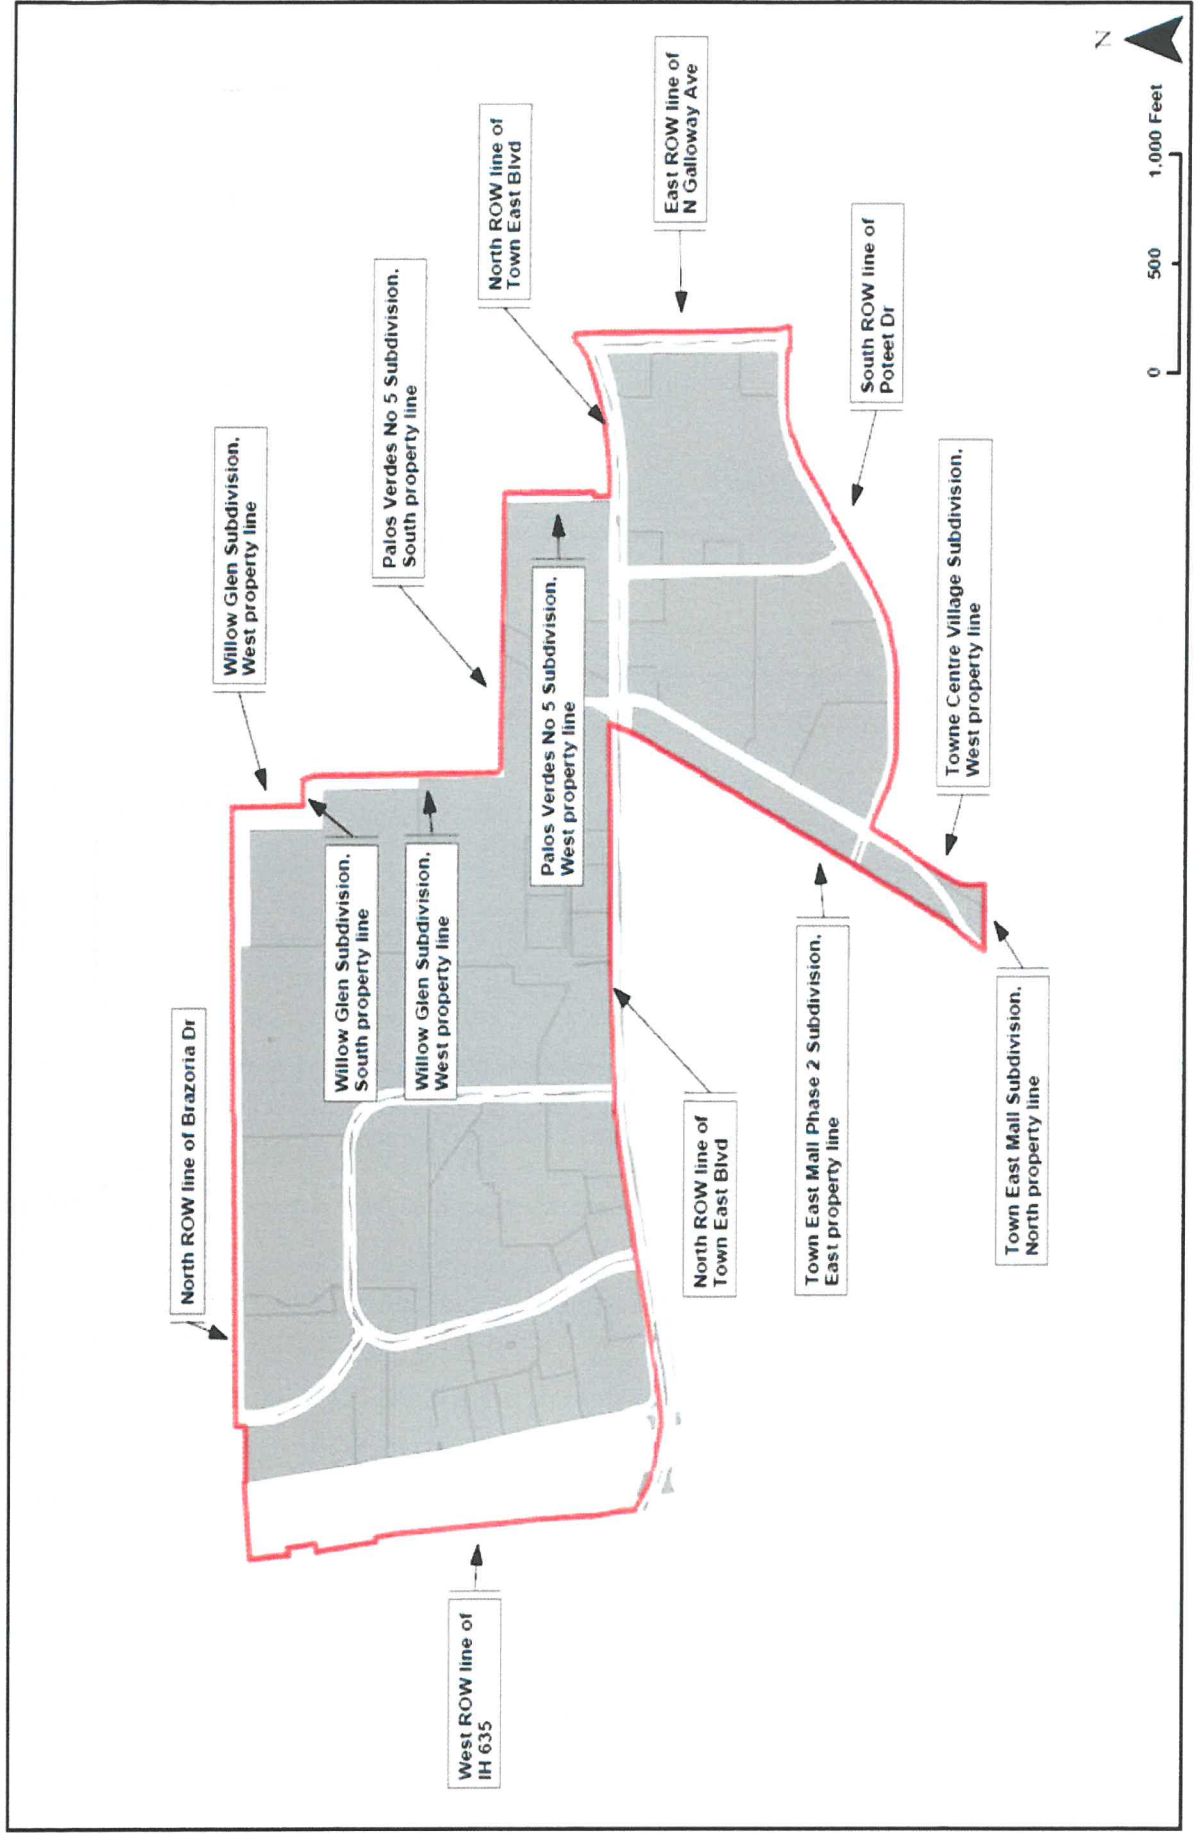 West ROW line of
IH 635
North ROW line of Brazoria Dr
Willow Glen Subdivision,
West property line
Willow Glen Subdivision,
South property line
Willow Glen Subdivision,
West property line
Palos Verdes No 5 Subdivision,
South property line
Palos Verdes No 5 Subdivision,
West property line
North ROW line of
Town East Blvd
East ROW line of
N Galloway Ave
South ROW line of
Poteet Dr
Towne Centre Village Subdivision,
West property line
Town East Mall Subdivision,
North property line
Town East Mall Phase 2 Subdivision,
East property line
North ROW line of
Town East Blvd
0 500 1,000 Feet
N